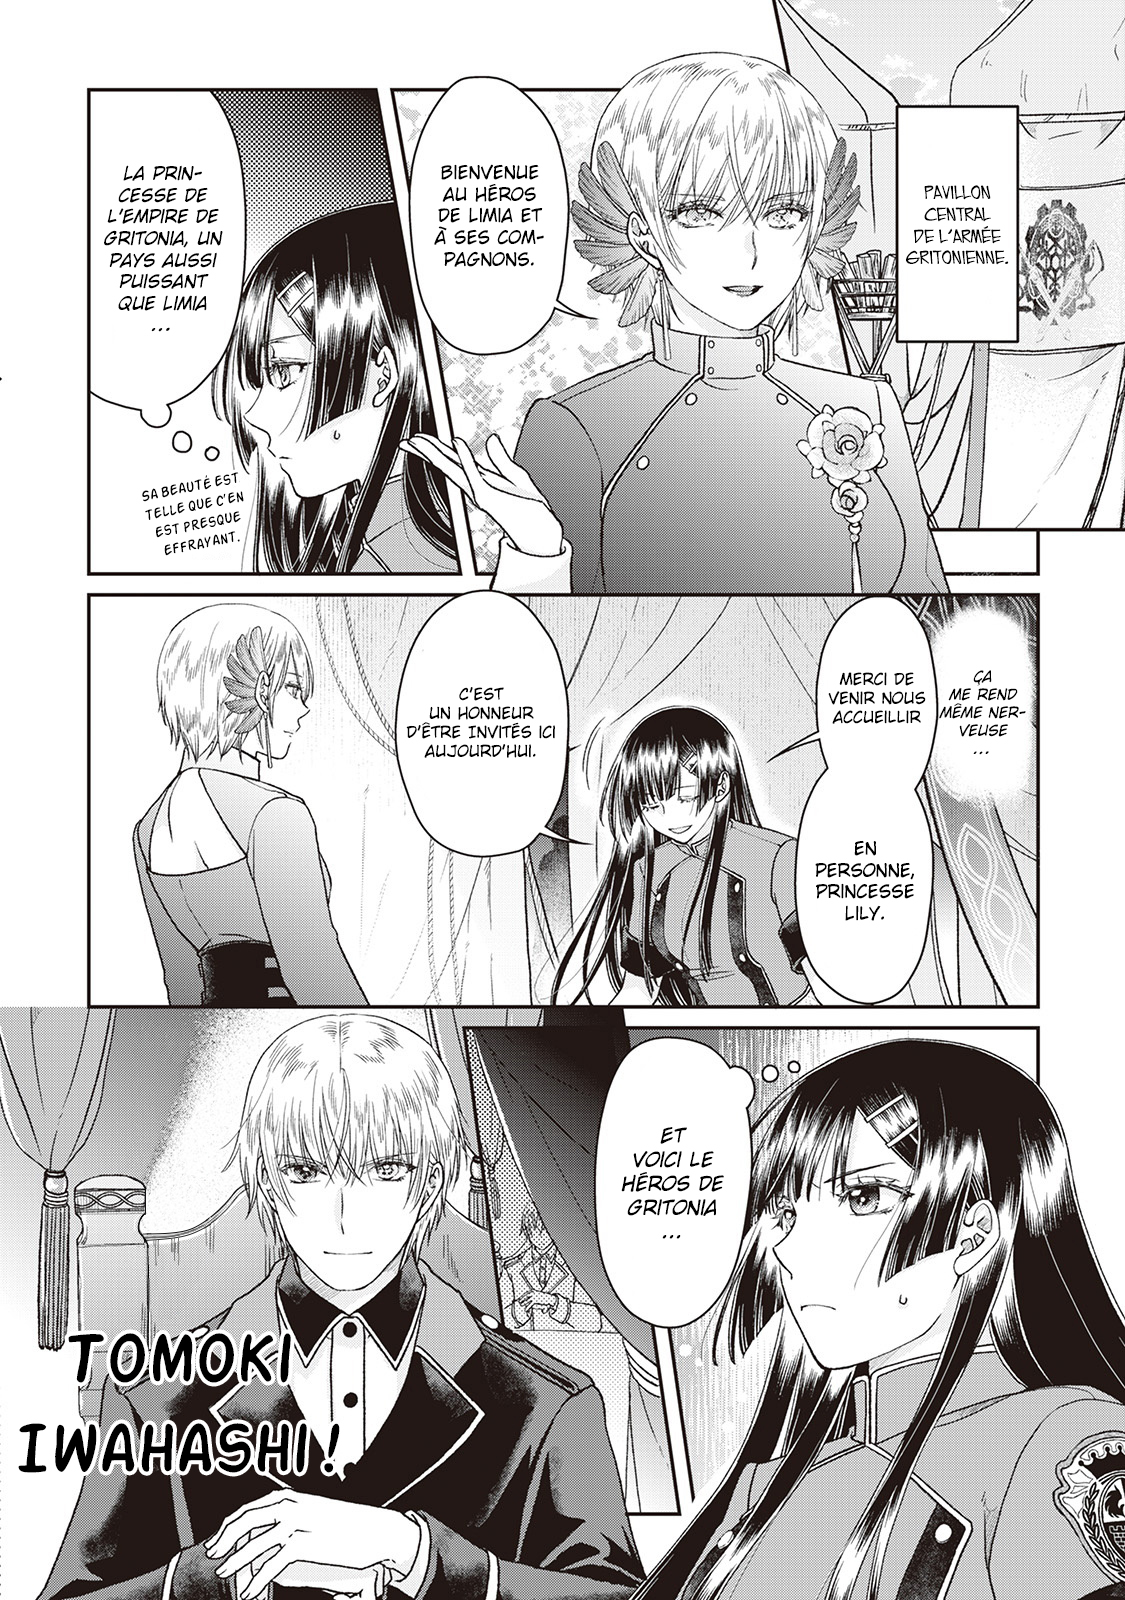 PAVILLON
CENTRAL
DE L'ARMÉE
GRITONIENNE.
BIENVENUE
AU HÉROS
DE LIMIA ET
À SES COM-
PAGNONS.
LA PRIN-
CESSE DE
L'EMPIRE DE
GRITONIA, UN
PAYS AUSSI
PUISSANT
QUE LIMIA
...
SA BEAUTÉ EST
TELLE QUE C'EN
EST PRESQUE
EFFRAYANT.
ÇA
ME REND
MÊME NER-
VEUSE
...
MERCI DE
VENIR NOUS
ACCUEILLIR
EN
PERSONNE,
PRINCESSE
LILY.
C'EST
UN HONNEUR
D'ÊTRE INVITÉS ICI
AUJOURD'HUI.
ET
VOICI LE
HÉROS DE
GRITONIA
...
TOMOKI
IWAHASHI!